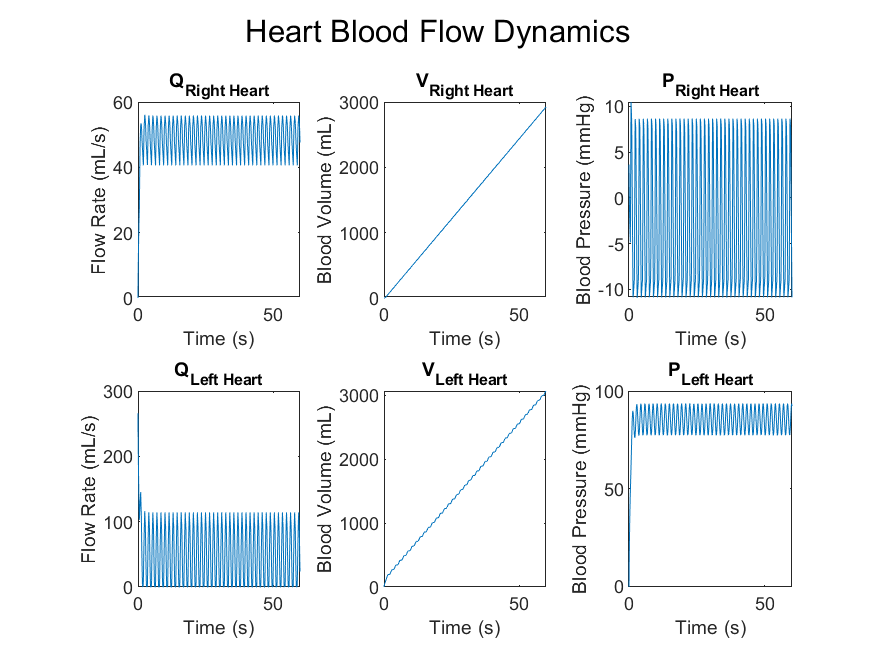 Heart Blood Flow Dynamics
Q Right Heart
V Right Heart
P Right Heart
Flow Rate (mL/s)
60
40
20
0
0
50
Time (s)
Blood Volume (mL)
3000
2000
1000
0
0
50
Time (s)
Blood Pressure (mmHg)
10
5
0
-5
-10
0
50
Time (s)
Q Left Heart
V Left Heart
P Left Heart
Flow Rate (mL/s)
300
200
100
0
0
50
Time (s)
Blood Volume (mL)
3000
2000
1000
0
0
50
Time (s)
Blood Pressure (mmHg)
100
50
0
0
50
Time (s)